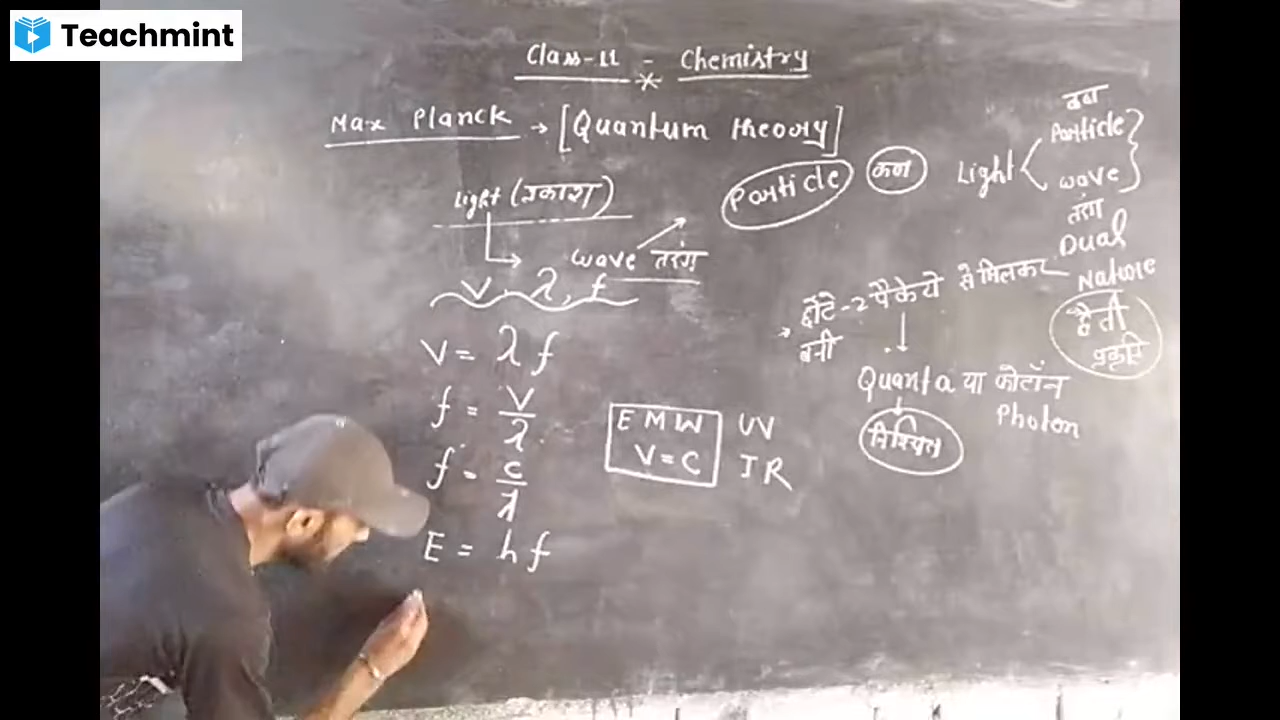 Teachmint
Class-11 - Chemistry
Max Planck → [Quantum theory]
Light (प्रकाश)
wave तरंग
Particle
कण
Light
कण
Particle
wave
तरंग
Dual
Nature
द्वैती
प्रकृति
V, λ, f
V = λ f
f = V/λ
f = c/λ
E = h f
E M W
V = C
UV
IR
→ छोटे-2 पैकेटो से मिलकर
बनी
Quanta या फोटॉन
Photon
निश्चित